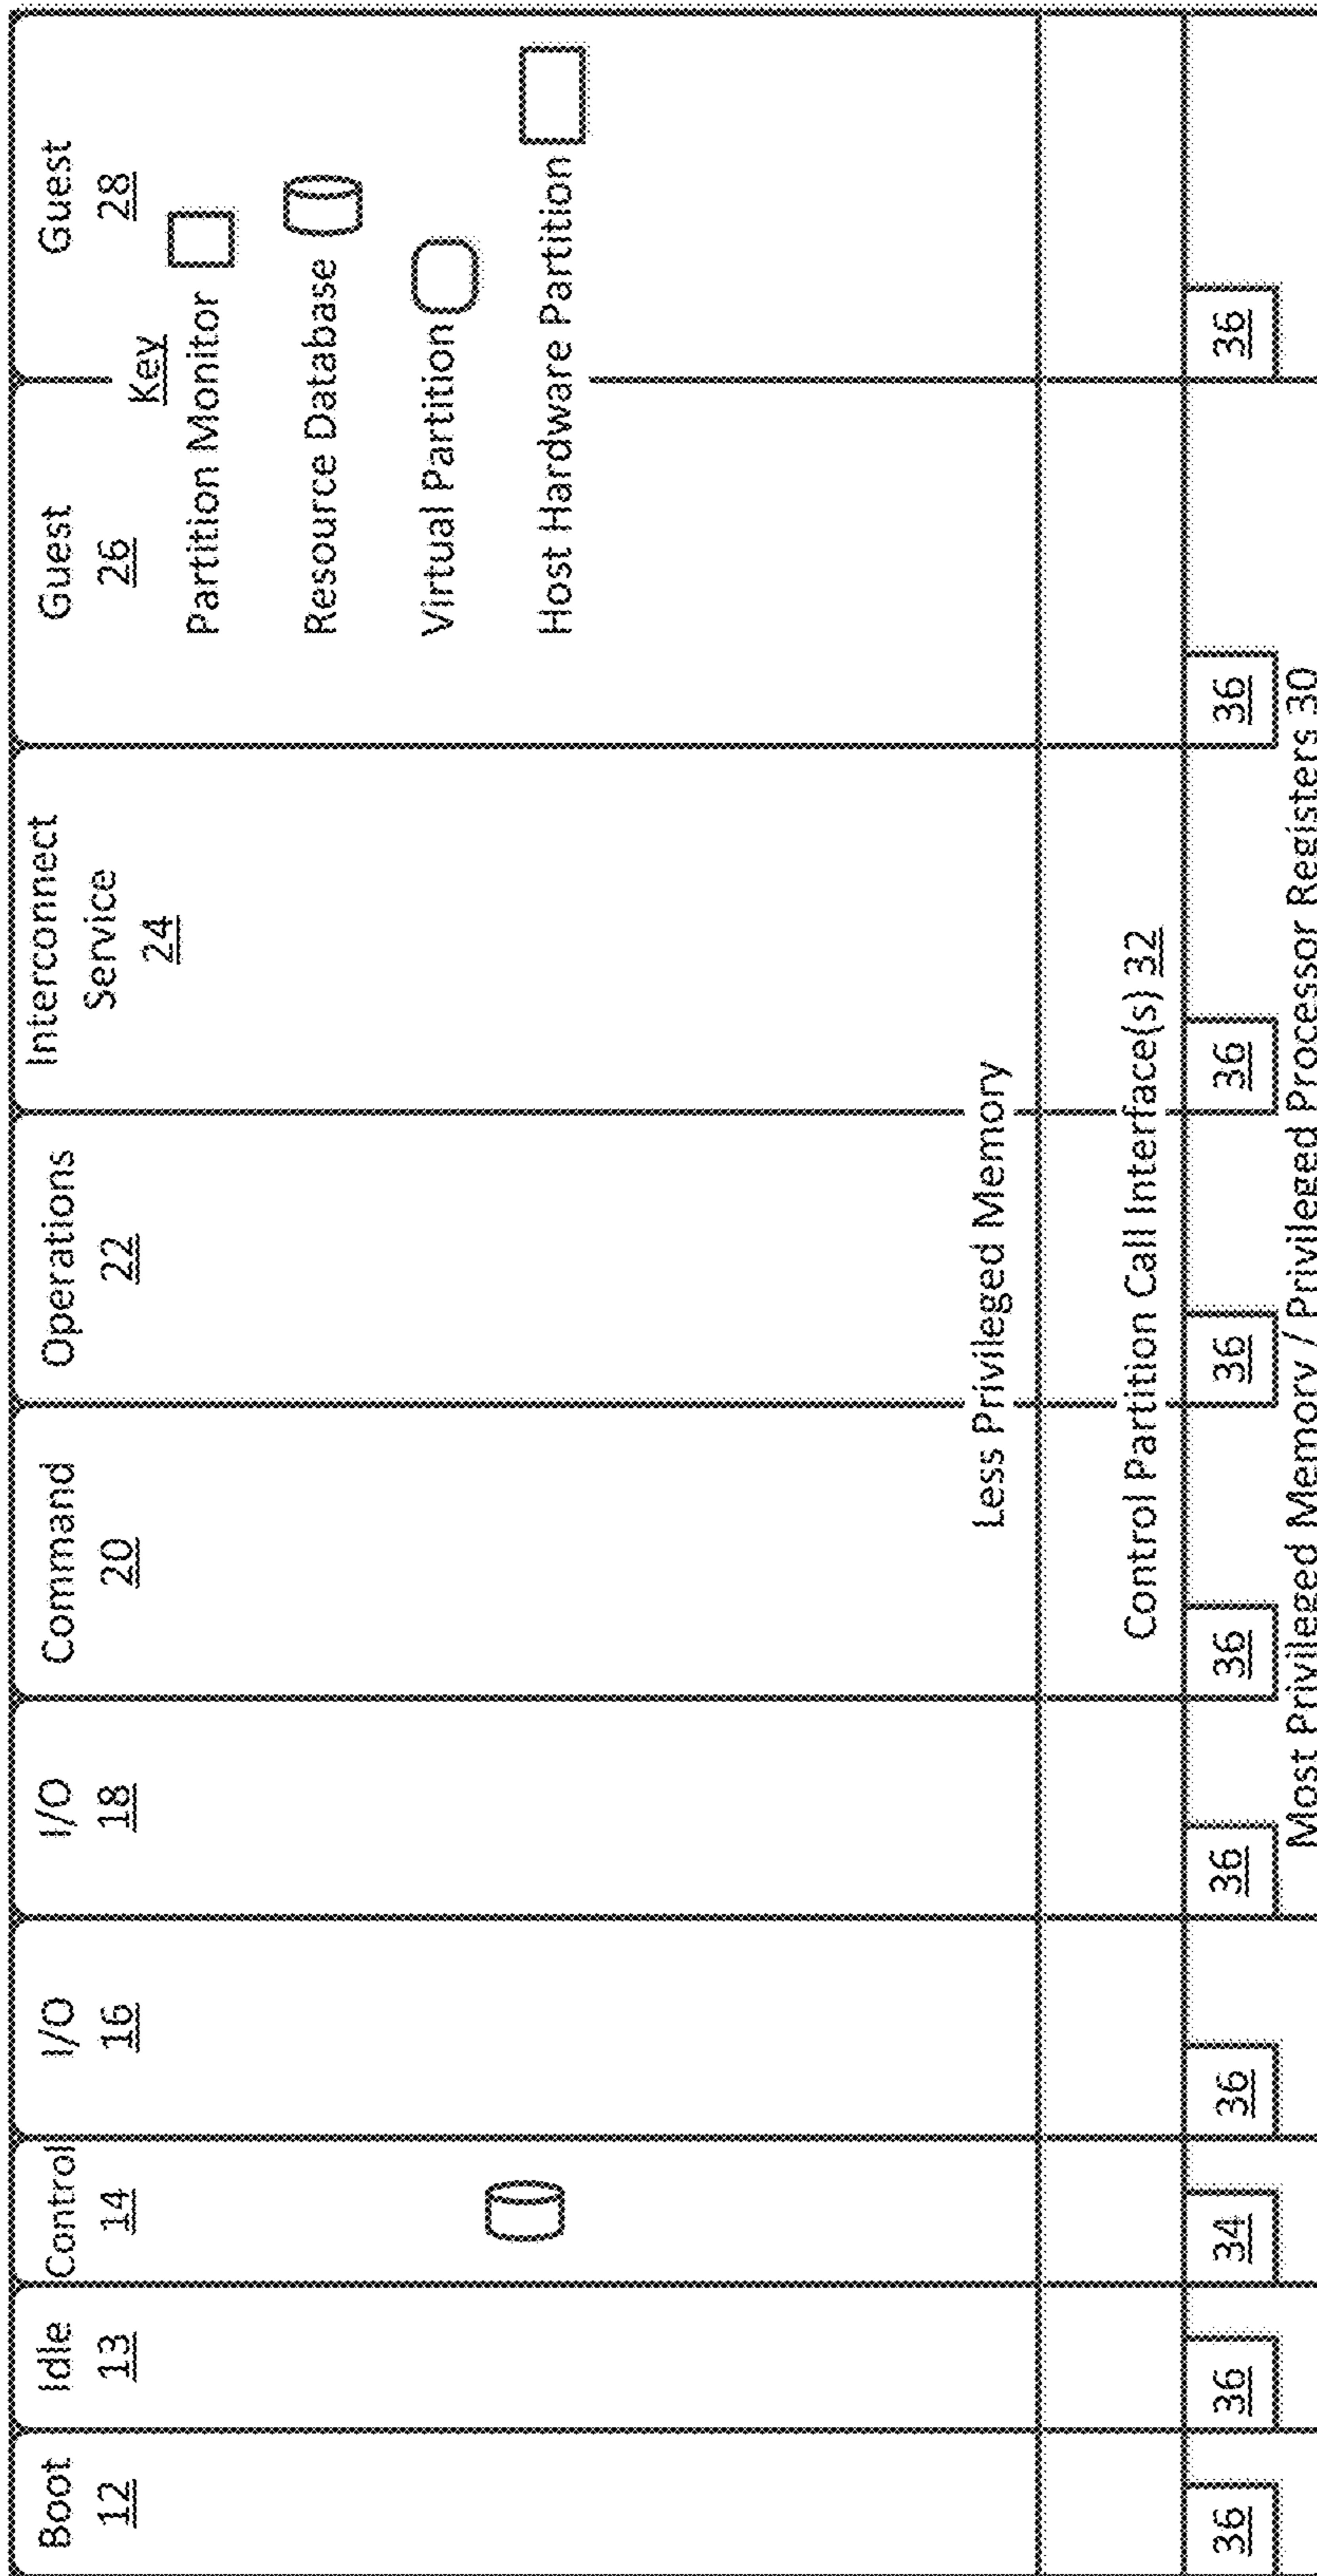 Boot
12
Idle
13
Control
14
I/O
16
I/O
18
Command
20
Operations
22
Interconnect
Service
24
Guest
26
Guest
28
Key
Partition Monitor
Resource Database
Virtual Partition
Host Hardware Partition
Less Privileged Memory
Control Partition Call Interface(s) 32
36
36
34
36
36
36
36
36
36
36
Most Privileged Memory / Privileged Processor Registers 30